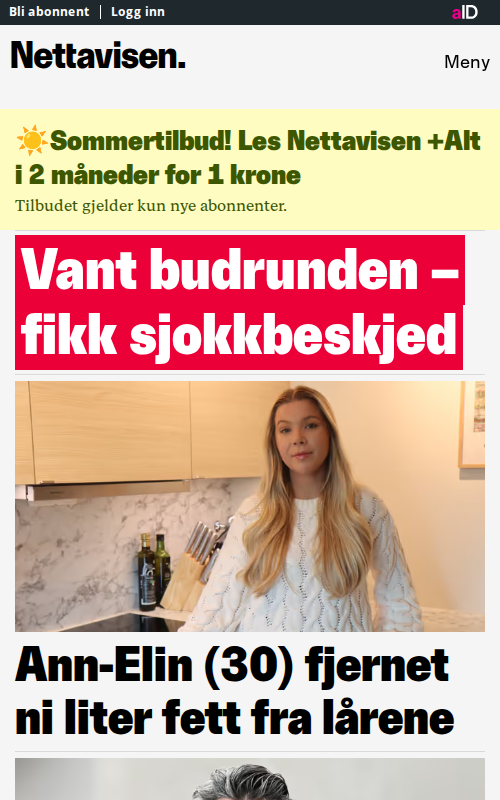 Bli abonnent
Logg inn
aID
Nettavisen.
Meny
☀️Sommertilbud! Les Nettavisen +Alt
i 2 måneder for 1 krone
Tilbudet gjelder kun nye abonnenter.
Vant budrunden –
fikk sjokkbeskjed
Ann-Elin (30) fjernet
ni liter fett fra lårene